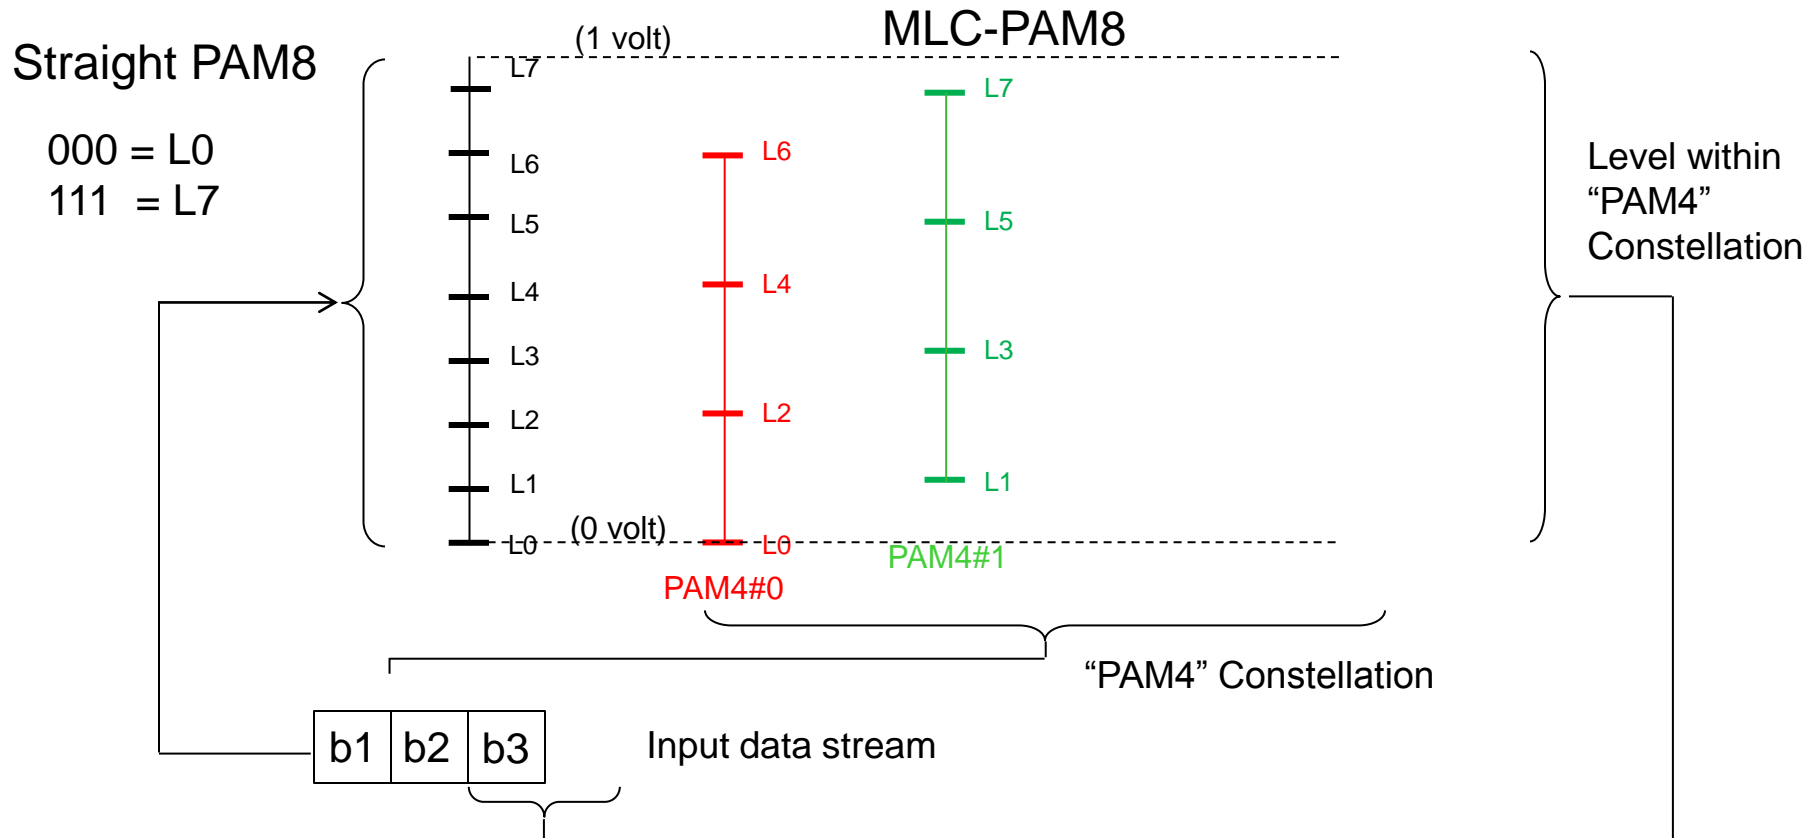 MLC-PAM8
Straight PAM8
(1 volt)
000 = L0
111 = L7
L7
L6
L5
L4
L3
L2
L1
L0
(0 volt)
L6
L4
L2
L0
PAM4#0
L7
L5
L3
L1
PAM4#1
Level within
“PAM4”
Constellation
“PAM4” Constellation
b1 b2 b3
Input data stream